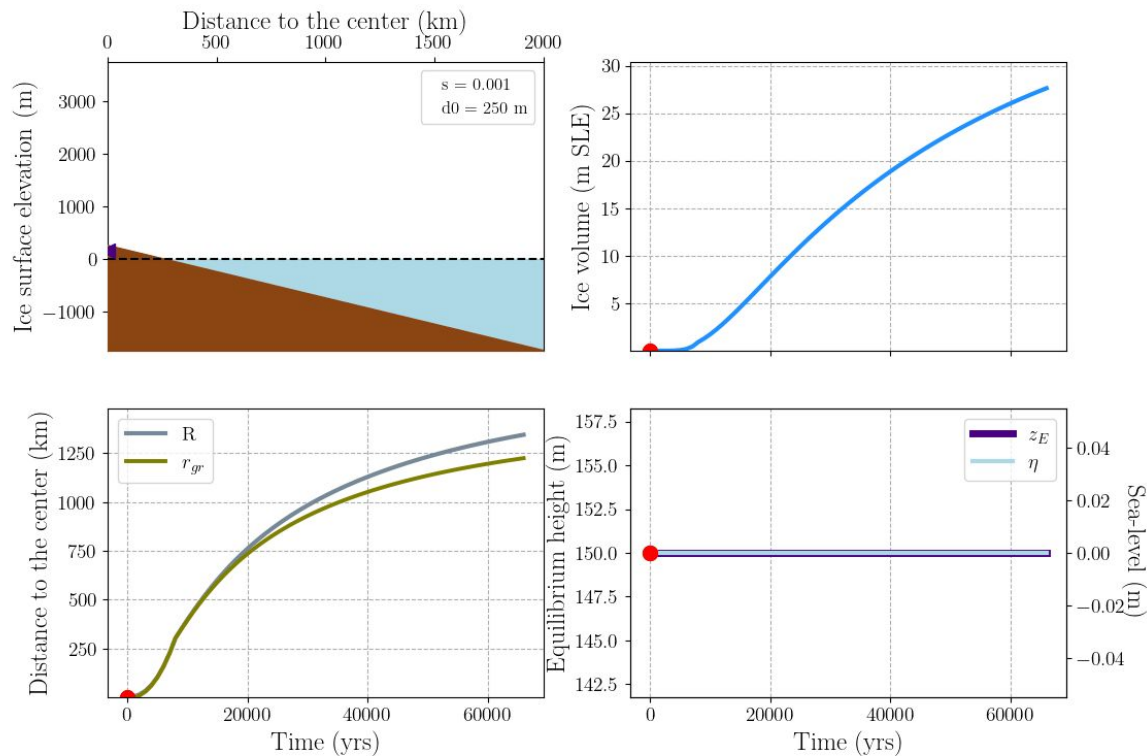 Distance to the center (km)
0 500 1000 1500 2000
Ice surface elevation (m)
3000
2000
1000
0
−1000
s = 0.001
d0 = 250 m
Ice volume (m SLE)
30
25
20
15
10
5
Distance to the center (km)
1250
1000
750
500
250
R
r_gr
0 20000 40000 60000
Time (yrs)
Equilibrium height (m)
157.5
155.0
152.5
150.0
147.5
145.0
142.5
z_E
η
0.04
0.02
0.00
−0.02
−0.04
Sea-level (m)
0 20000 40000 60000
Time (yrs)